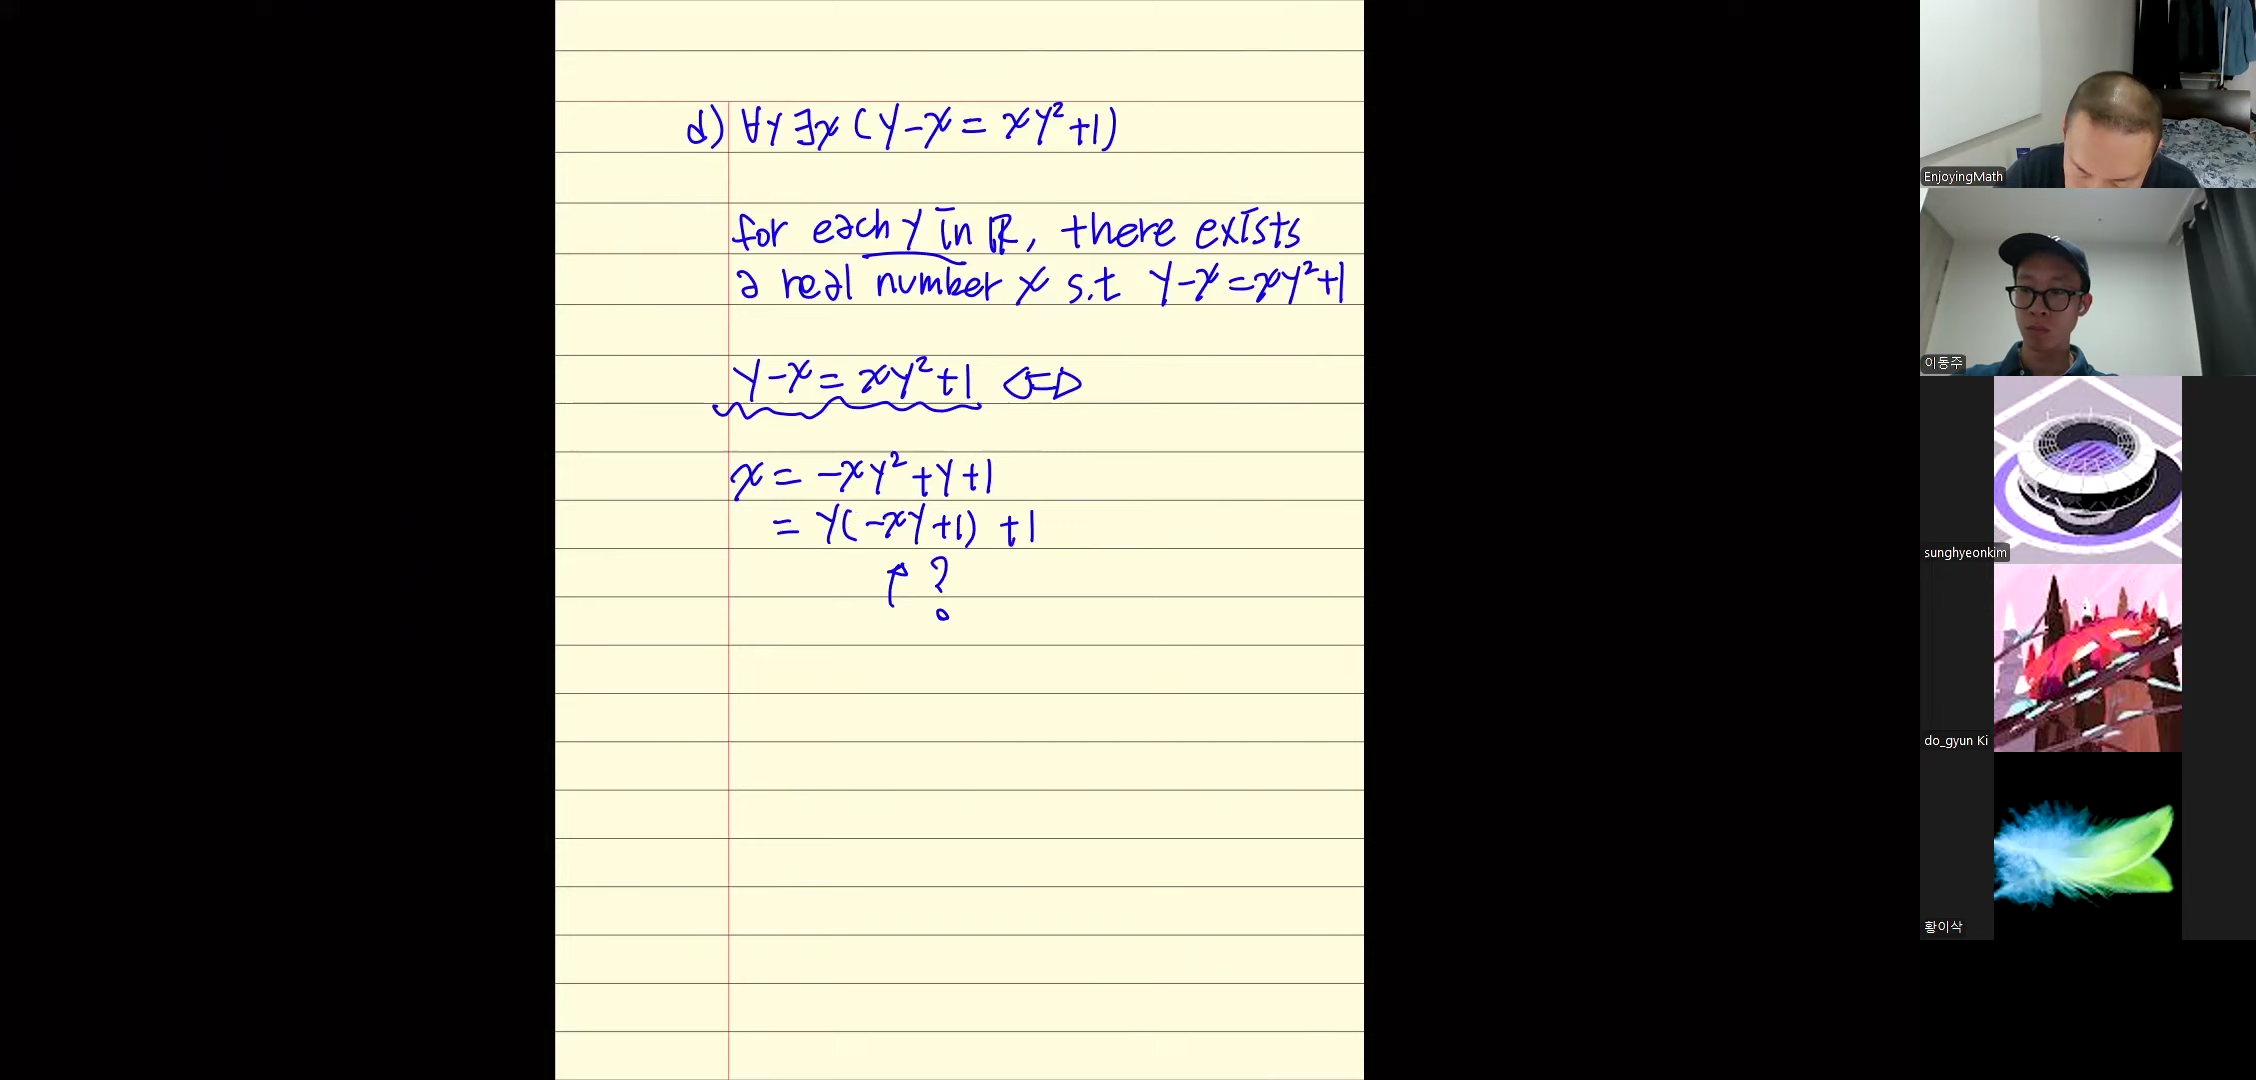 d) ∀y ∃x (y-x = xy²+1)
for each y in ℝ, there exists
a real number x s.t y-x=xy²+1
y-x = xy²+1 ⇔
x = -xy²+y+1
= y(-xy+1) +1
↑ ?
EnjoyingMath
이동주
sunghyeonkim
do_gyun Ki
황이삭